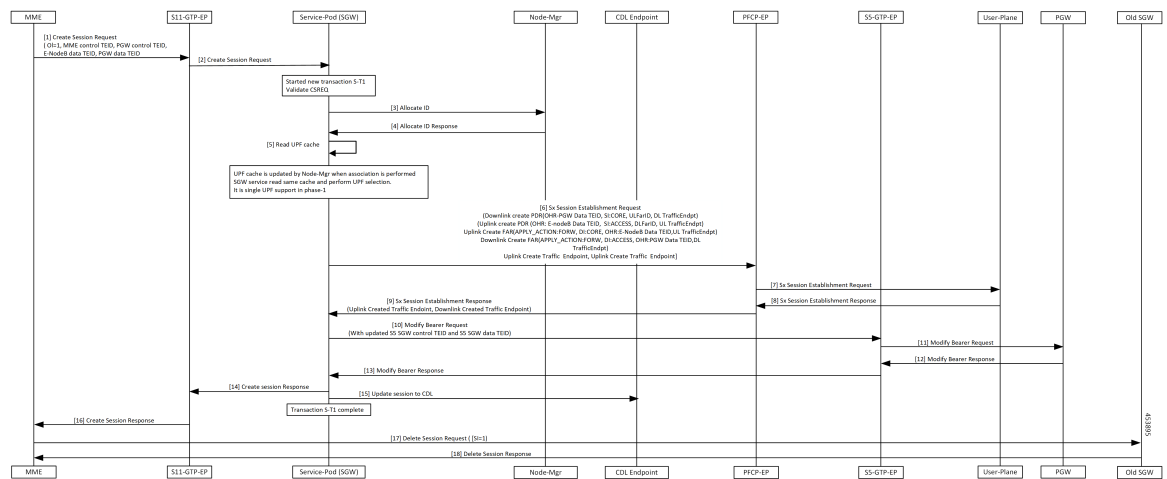 MME S11-GTP-EP Service-Pod (SGW) Node-Mgr CDL Endpoint PFCP-EP S5-GTP-EP User-Plane PGW Old SGW
[1] Create Session Request
( OI=1, MME control TEID, PGW control TEID,
E-NodeB data TEID, PGW data TEID
[2] Create Session Request
Started new transaction S-T1
Validate CSREQ
[3] Allocate ID
[4] Allocate ID Response
[5] Read UPF cache
UPF cache is updated by Node-Mgr when association is performed
SGW service read same cache and perform UPF selection.
It is single UPF support in phase-1
[6] Sx Session Establishment Request
(Downlink create PDR(OHR-PGW Data TEID, SI:CORE, ULFarID, DL TrafficEndpt)
(Uplink create PDR (OHR: E-nodeB Data TEID, SI:ACCESS, DLFarID, UL TrafficEndpt)
Uplink Create FAR(APPLY_ACTION:FORW, DI:CORE, OHR:E-NodeB Data TEID,UL TrafficEndpt)
Downlink Create FAR(APPLY_ACTION:FORW, DI:ACCESS, OHR:PGW Data TEID,DL
TrafficEndpt)
Uplink Create Traffic Endpoint, Uplink Create Traffic Endpoint]
[7] Sx Session Establishment Request
[8] Sx Session Establishment Response
[9] Sx Session Establishment Response
(Uplink Created Traffic Endoint, Downlink Created Traffic Endpoint)
[10] Modify Bearer Request
(With updated S5 SGW control TEID and S5 SGW data TEID)
[11] Modify Bearer Request
[12] Modify Bearer Response
[13] Modify Bearer Response
[14] Create session Response
[15] Update session to CDL
Transaction S-T1 complete
[16] Create Session Response
453895
[17] Delete Session Request ( [SI=1)
[18] Delete Session Response
MME S11-GTP-EP Service-Pod (SGW) Node-Mgr CDL Endpoint PFCP-EP S5-GTP-EP User-Plane PGW Old SGW